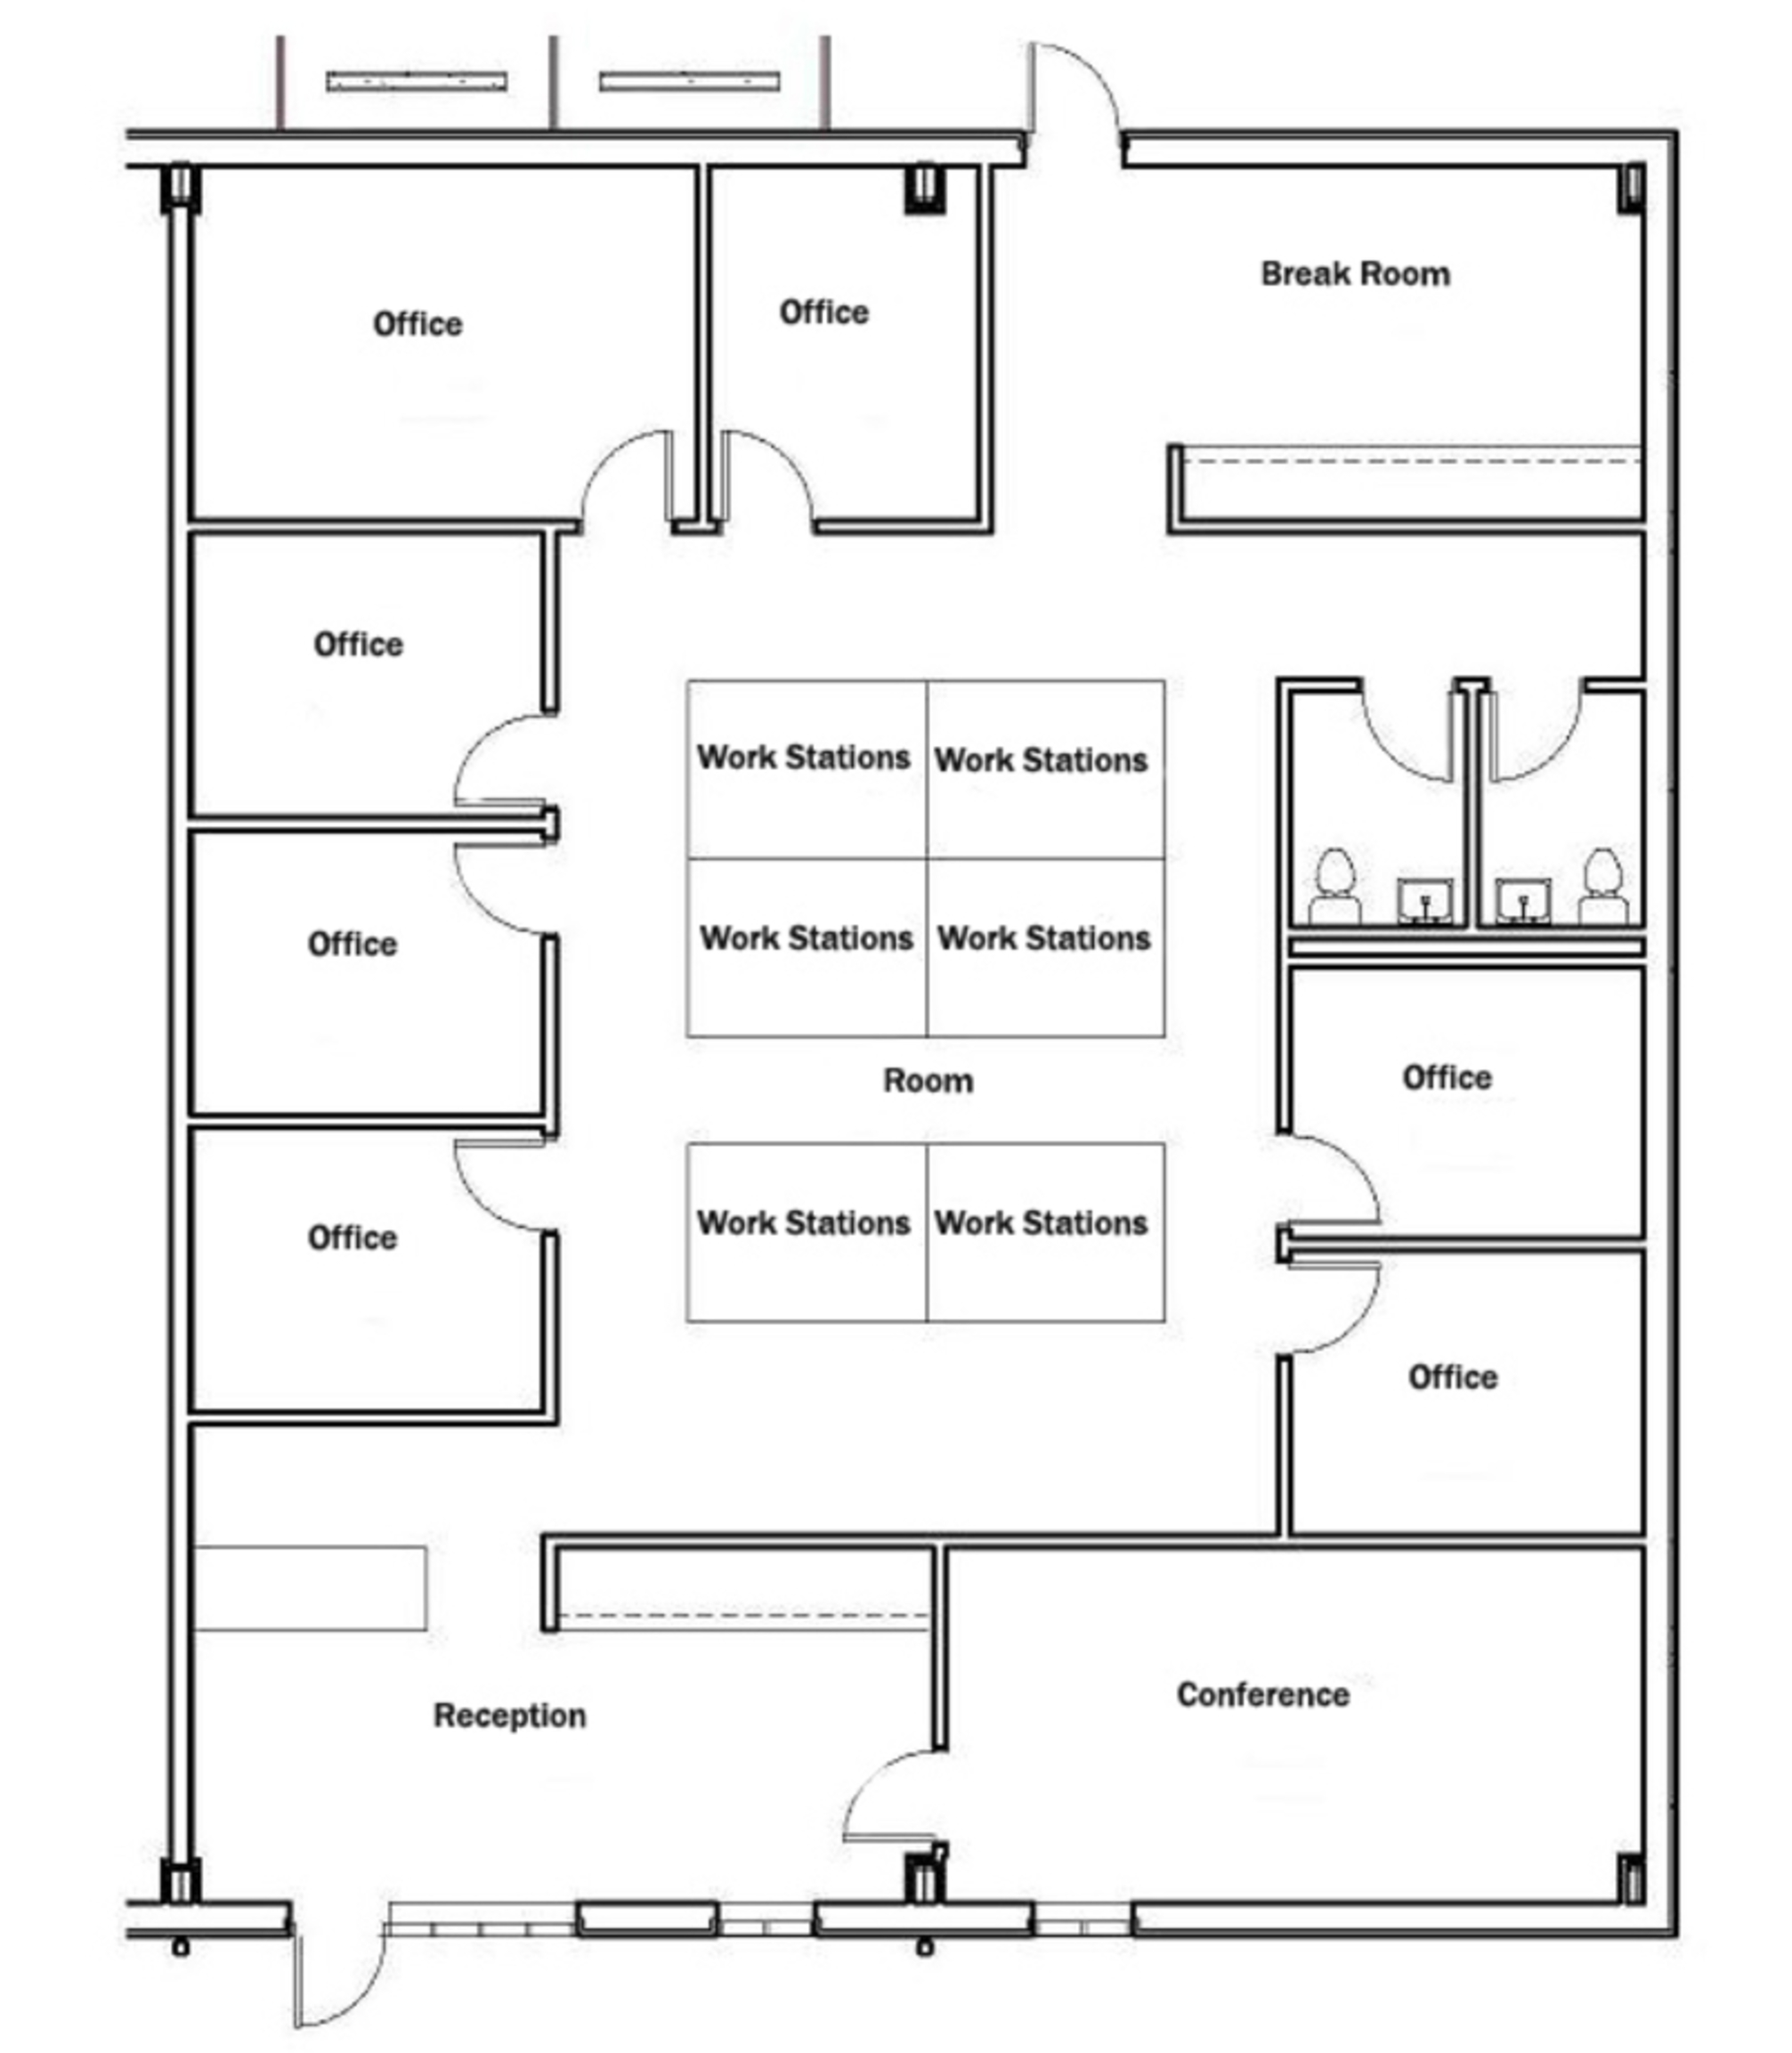 Break Room
Office
Office
Office
Work Stations
Work Stations
Office
Work Stations
Work Stations
Room
Office
Office
Work Stations
Work Stations
Office
Reception
Conference